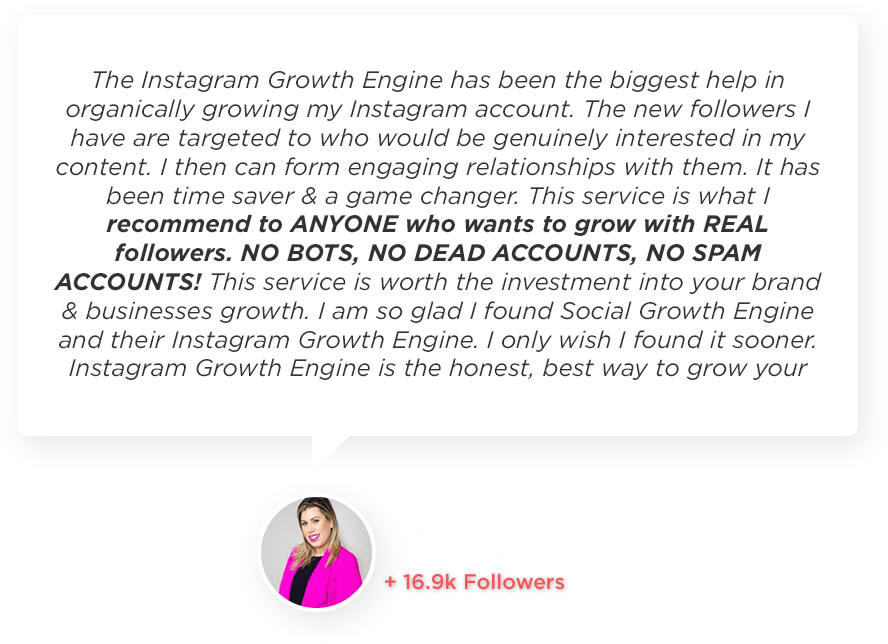 The Instagram Growth Engine has been the biggest help in
organically growing my Instagram account. The new followers I
have are targeted to who would be genuinely interested in my
content. I then can form engaging relationships with them. It has
been time saver & a game changer. This service is what I
recommend to ANYONE who wants to grow with REAL
followers. NO BOTS, NO DEAD ACCOUNTS, NO SPAM
ACCOUNTS! This service is worth the investment into your brand
& businesses growth. I am so glad I found Social Growth Engine
and their Instagram Growth Engine. I only wish I found it sooner.
Instagram Growth Engine is the honest, best way to grow your
+ 16.9k Followers